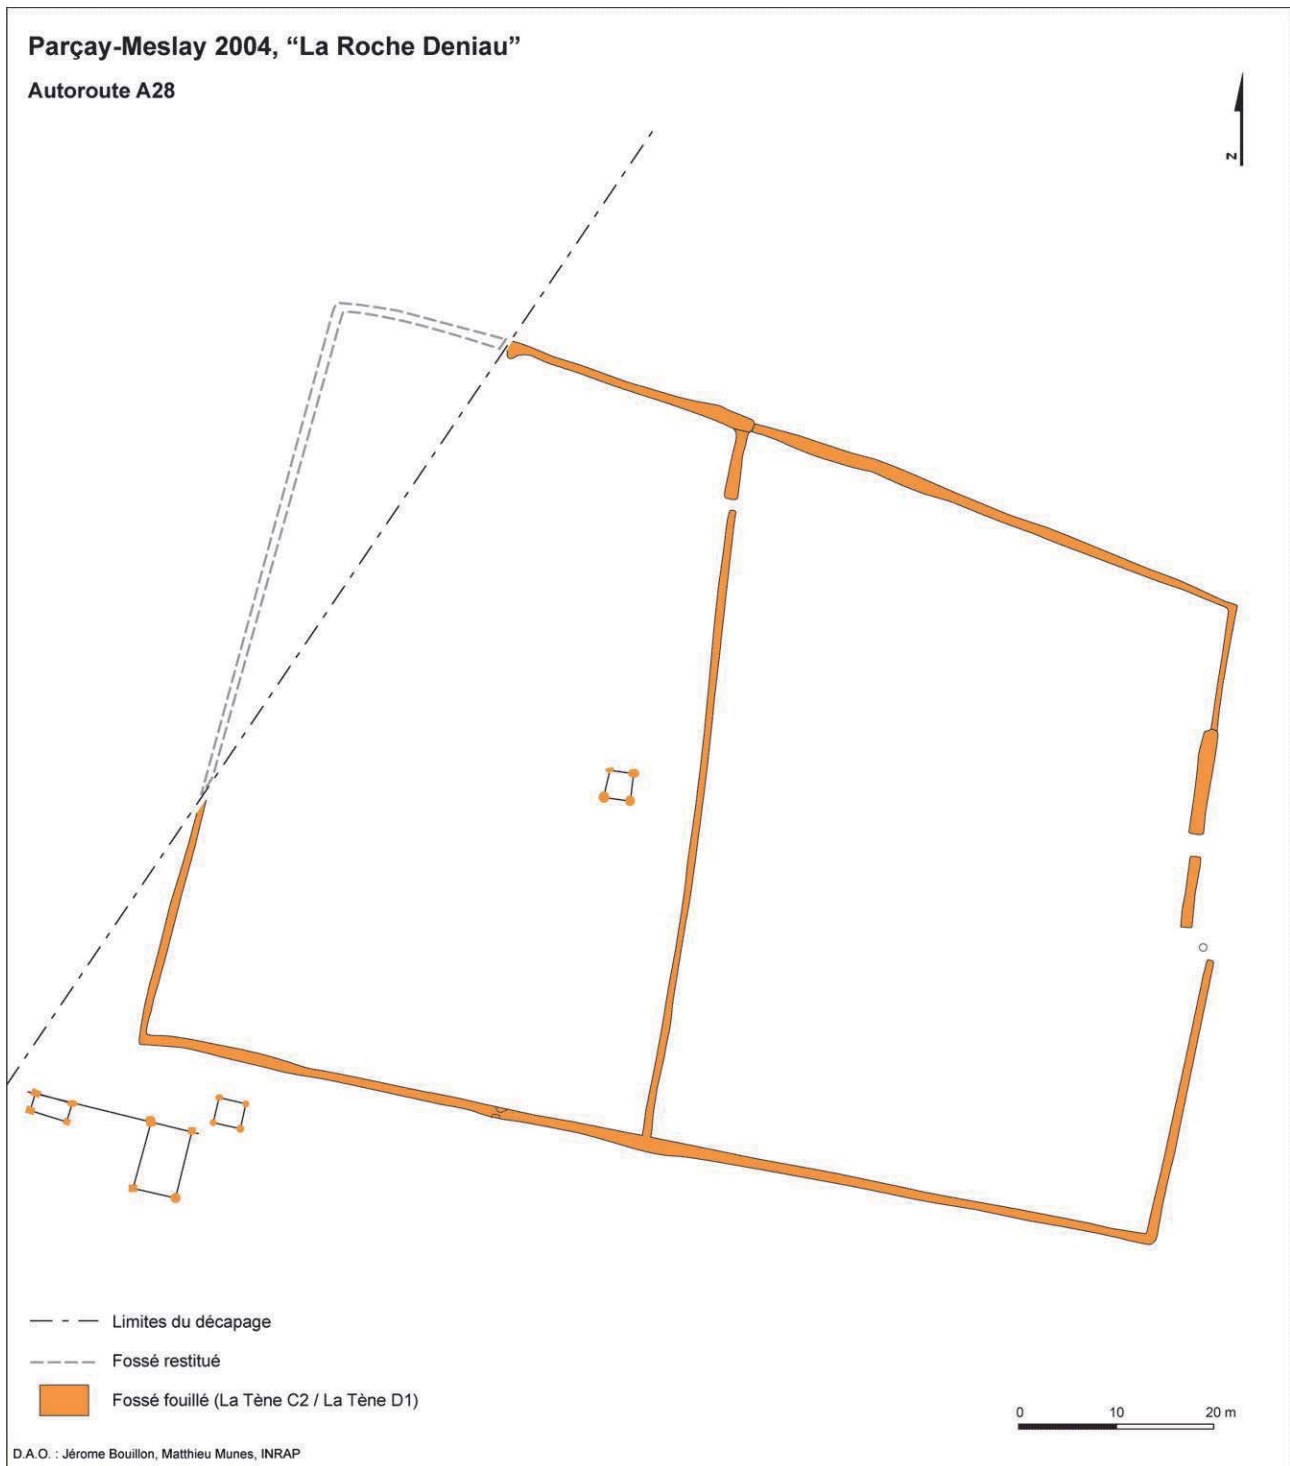 Parçay-Meslay 2004, “La Roche Deniau”
Autoroute A28
N
Limites du décapage
Fossé restitué
Fossé fouillé (La Tène C2 / La Tène D1)
0 10 20 m
D.A.O. : Jérome Bouillon, Matthieu Munes, INRAP